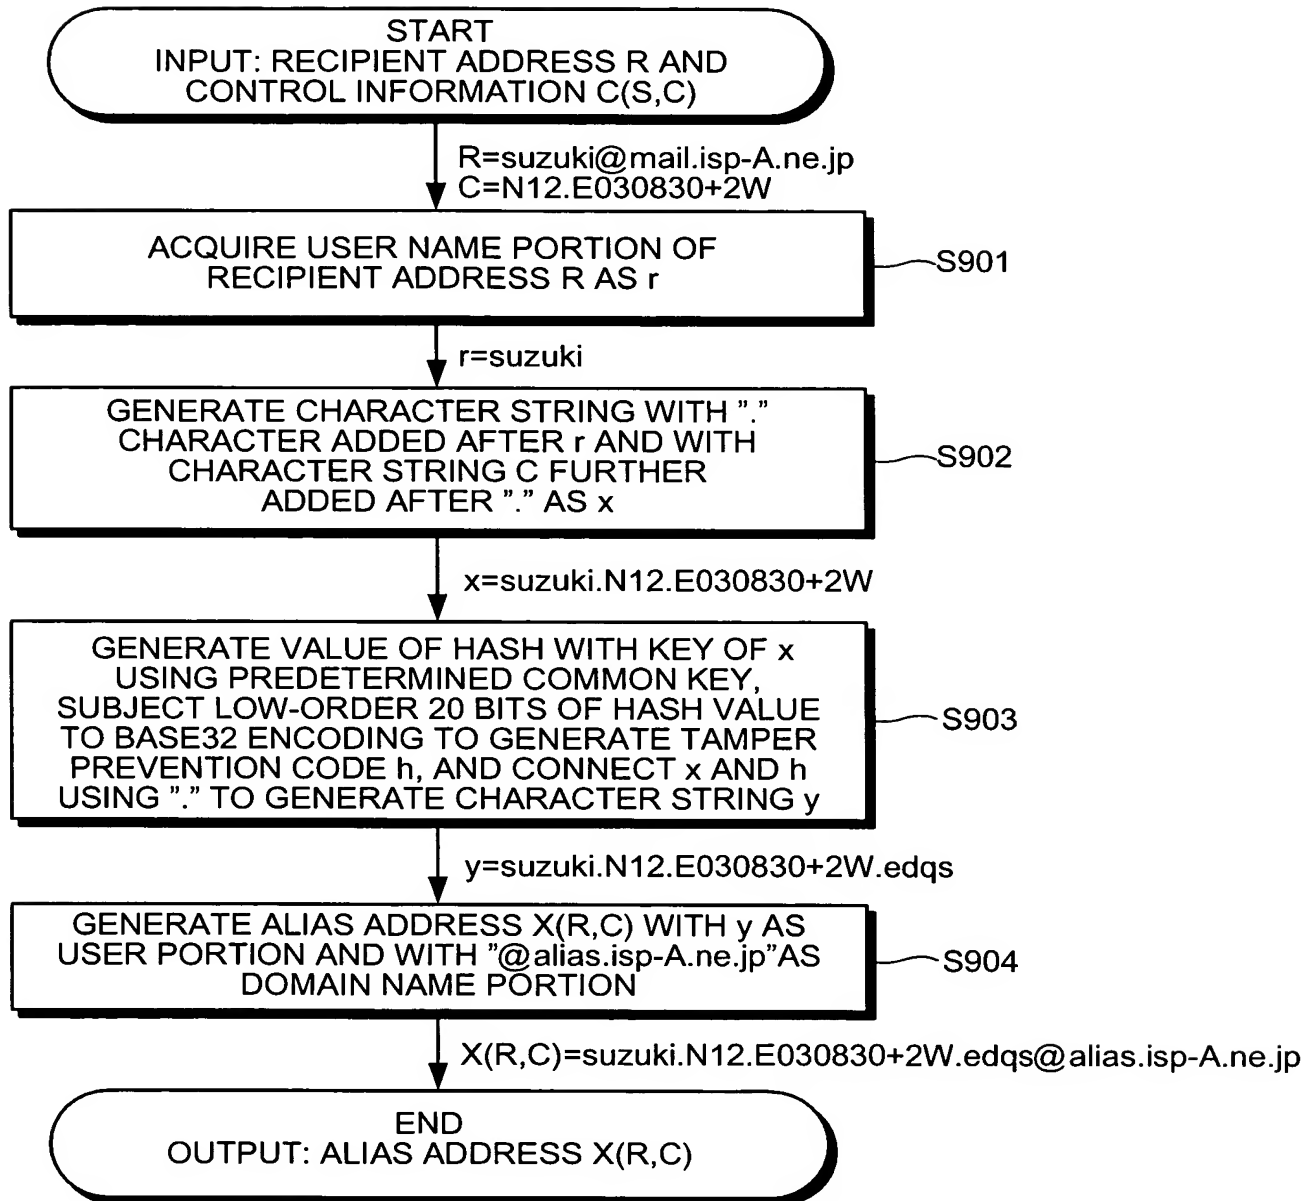 START
INPUT: RECIPIENT ADDRESS R AND
CONTROL INFORMATION C(S,C)
R=suzuki@mail.isp-A.ne.jp
C=N12.E030830+2W
ACQUIRE USER NAME PORTION OF
RECIPIENT ADDRESS R AS r
S901
r=suzuki
GENERATE CHARACTER STRING WITH ”.”
CHARACTER ADDED AFTER r AND WITH
CHARACTER STRING C FURTHER
ADDED AFTER ”.” AS x
S902
x=suzuki.N12.E030830+2W
GENERATE VALUE OF HASH WITH KEY OF x
USING PREDETERMINED COMMON KEY,
SUBJECT LOW-ORDER 20 BITS OF HASH VALUE
TO BASE32 ENCODING TO GENERATE TAMPER
PREVENTION CODE h, AND CONNECT x AND h
USING ”.” TO GENERATE CHARACTER STRING y
S903
y=suzuki.N12.E030830+2W.edqs
GENERATE ALIAS ADDRESS X(R,C) WITH y AS
USER PORTION AND WITH ”@alias.isp-A.ne.jp”AS
DOMAIN NAME PORTION
S904
X(R,C)=suzuki.N12.E030830+2W.edqs@alias.isp-A.ne.jp
END
OUTPUT: ALIAS ADDRESS X(R,C)